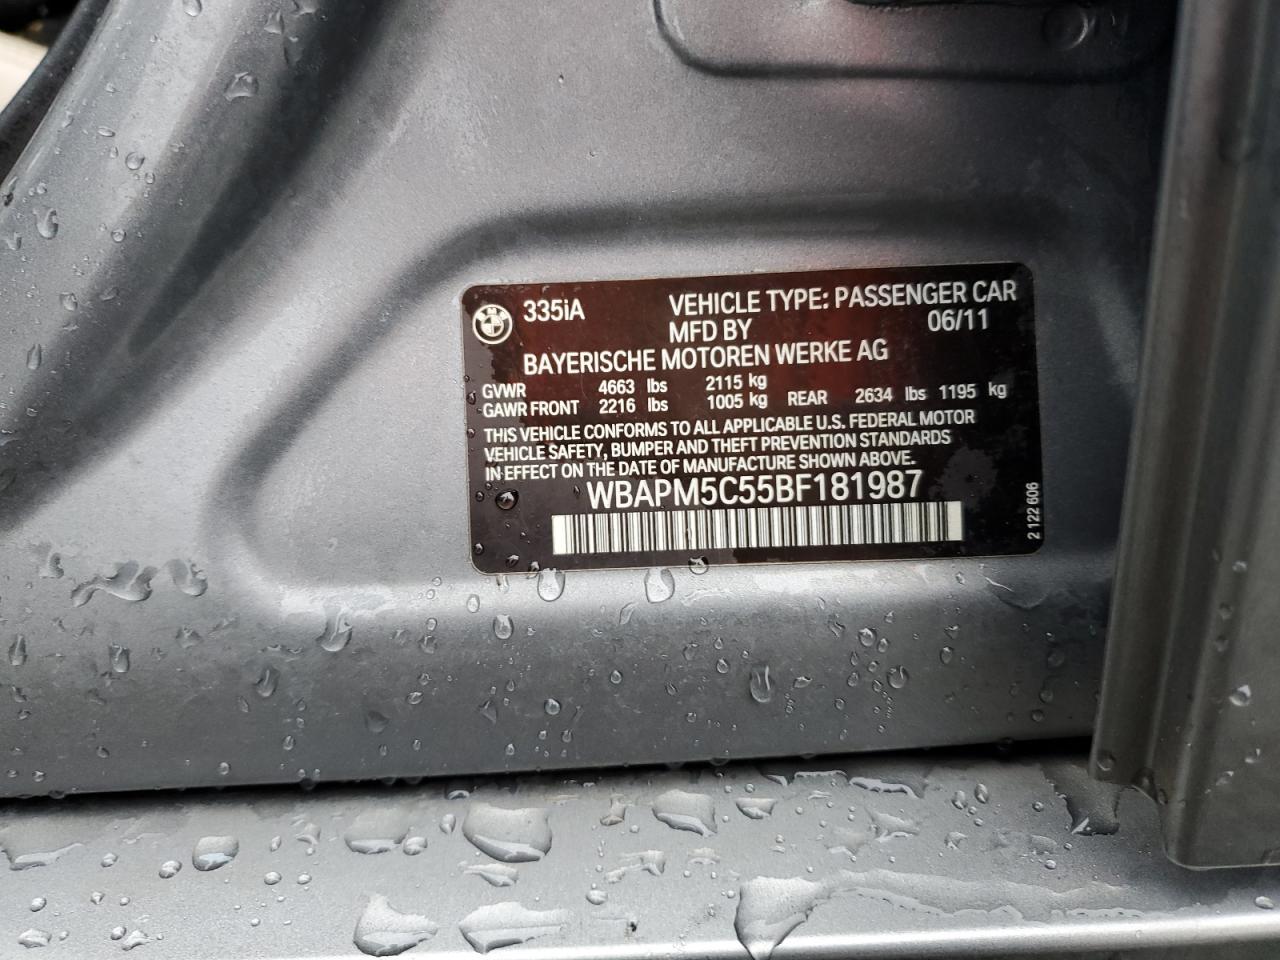 335iA VEHICLE TYPE: PASSENGER CAR
MFD BY 06/11
BAYERISCHE MOTOREN WERKE AG
GVWR 4663 lbs 2115 kg
GAWR FRONT 2216 lbs 1005 kg REAR 2634 lbs 1195 kg
THIS VEHICLE CONFORMS TO ALL APPLICABLE U.S. FEDERAL MOTOR
VEHICLE SAFETY, BUMPER AND THEFT PREVENTION STANDARDS
IN EFFECT ON THE DATE OF MANUFACTURE SHOWN ABOVE.
WBAPM5C55BF181987
2 122 606